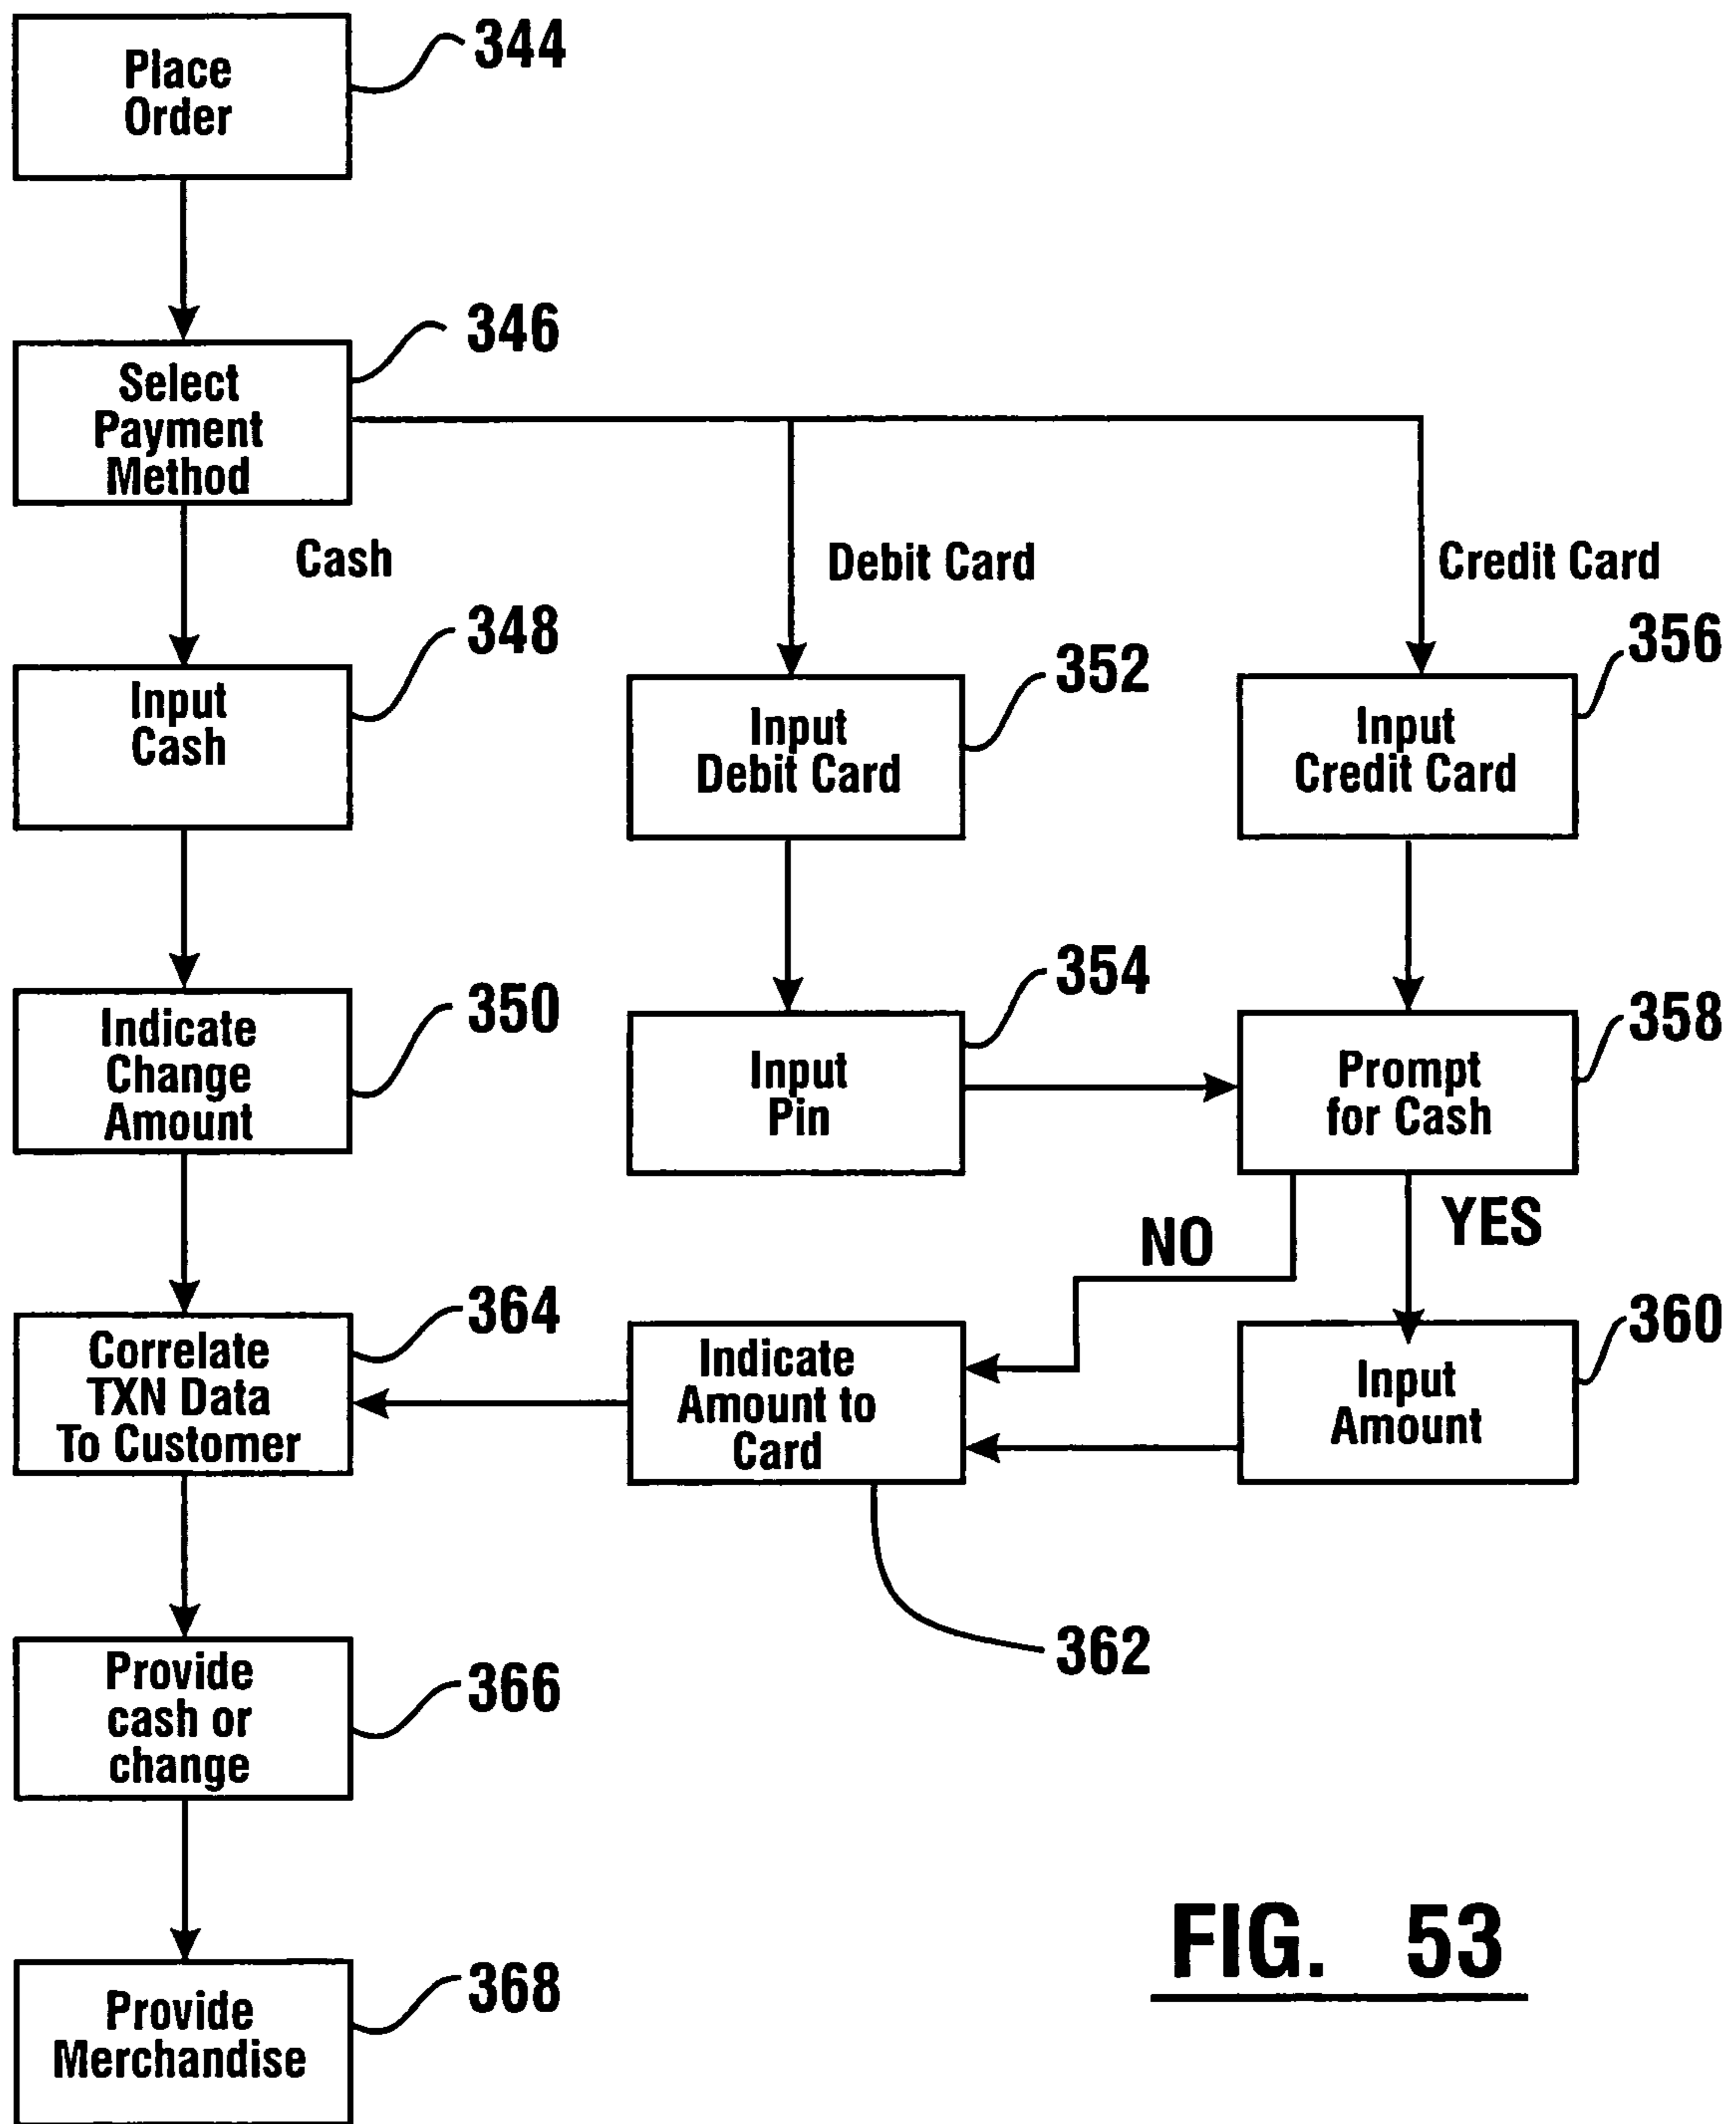 Place
Order
344
Select
Payment
Method
346
Cash
Debit Card
Credit Card
Input
Cash
348
Input
Debit Card
352
Input
Credit Card
356
Indicate
Change
Amount
350
Input
Pin
354
Prompt
for Cash
358
NO
YES
Correlate
TXN Data
To Customer
364
Indicate
Amount to
Card
362
Input
Amount
360
Provide
cash or
change
366
Provide
Merchandise
368
FIG. 53